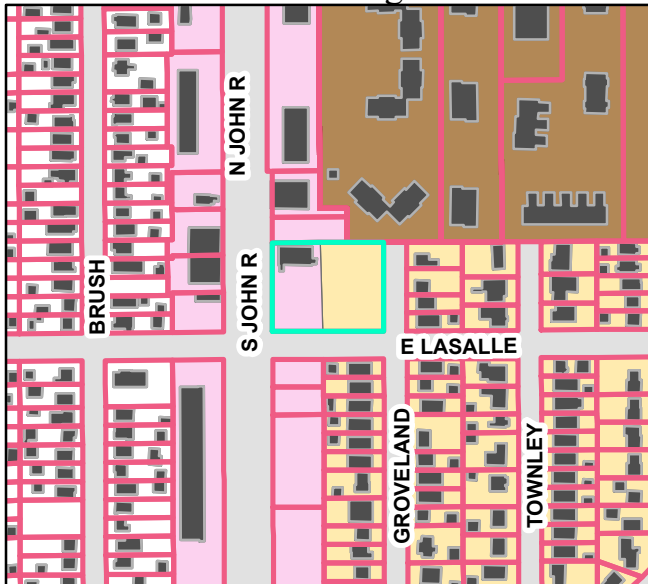 N JOHN R
S JOHN R
BRUSH
E LASALLE
GROVELAND
TOWNLEY